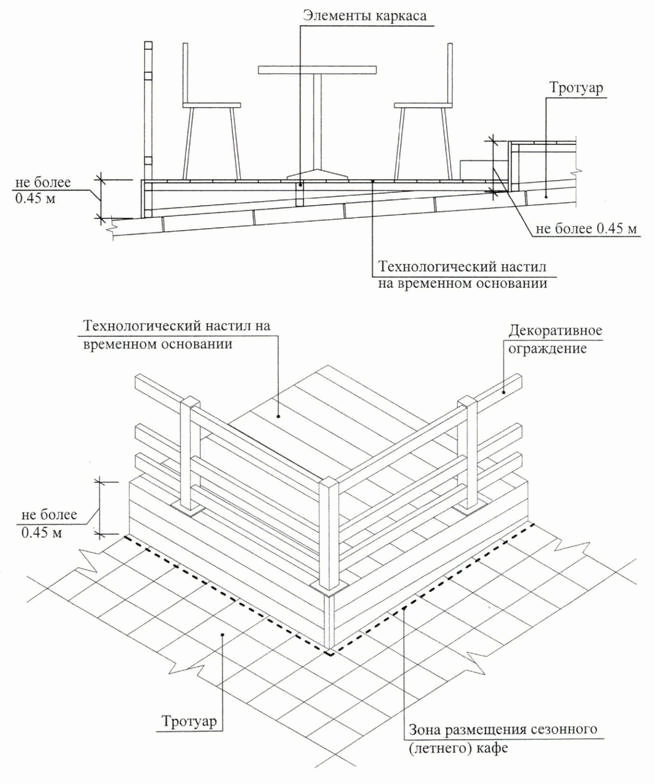 Элементы каркаса
Тротуар
не более
0.45 м
не более 0.45 м
Технологический настил
на временном основании
Технологический настил на
временном основании
Декоративное
ограждение
не более
0.45 м
Тротуар
Зона размещения сезонного
(летнего) кафе